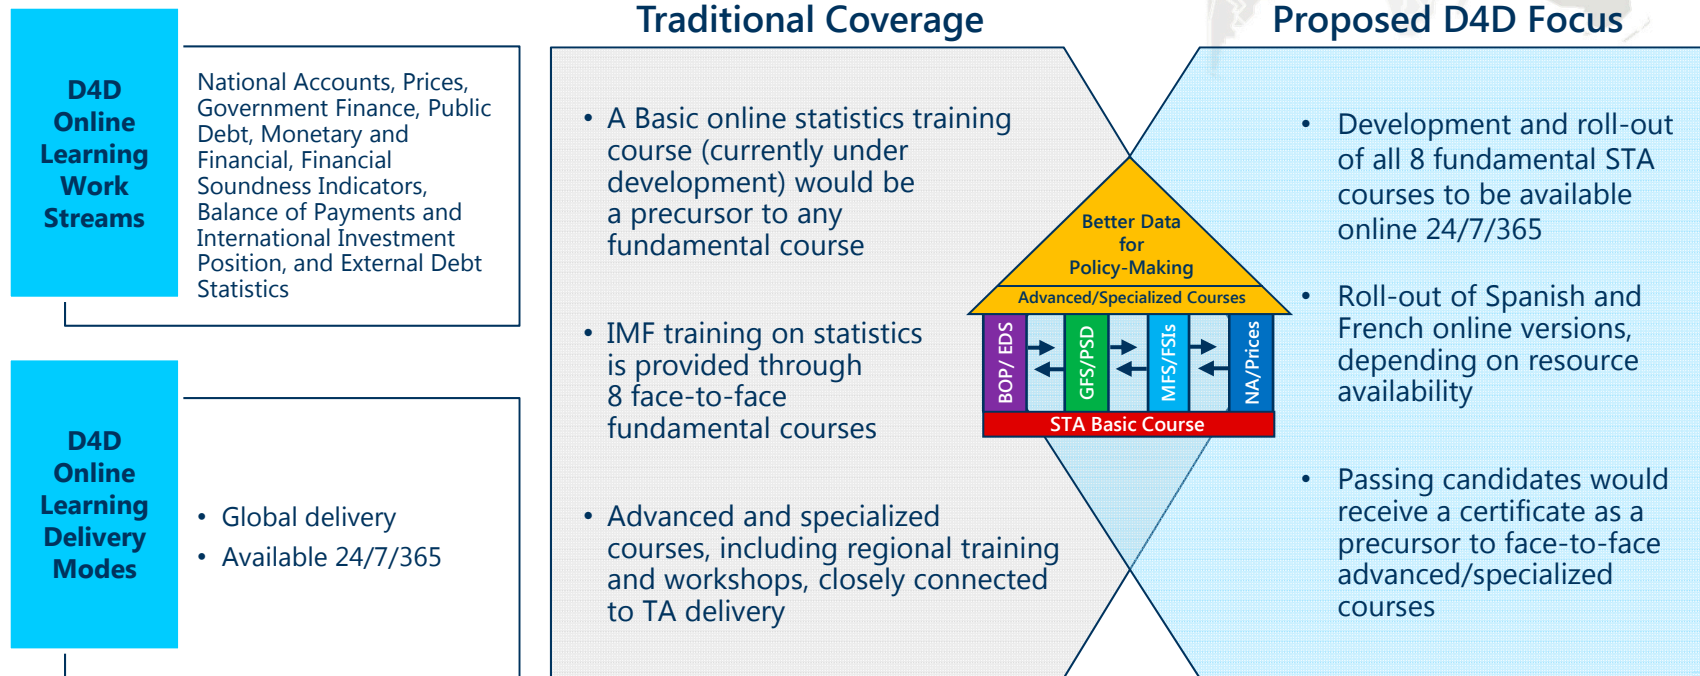 D4D
Online
Learning
Work
Streams
National Accounts, Prices,
Government Finance, Public
Debt, Monetary and
Financial, Financial
Soundness Indicators,
Balance of Payments and
International Investment
Position, and External Debt
Statistics
D4D
Online
Learning
Delivery
Modes
• Global delivery
• Available 24/7/365
Traditional Coverage
• A Basic online statistics training
course (currently under
development) would be
a precursor to any
fundamental course
• IMF training on statistics
is provided through
8 face-to-face
fundamental courses
• Advanced and specialized
courses, including regional training
and workshops, closely connected
to TA delivery
Better Data
for
Policy-Making
Advanced/Specialized Courses
BOP/ EDS
GFS/PSD
MFS/FSIs
NA/Prices
STA Basic Course
Proposed D4D Focus
• Development and roll-out
of all 8 fundamental STA
courses to be available
online 24/7/365
• Roll-out of Spanish and
French online versions,
depending on resource
availability
• Passing candidates would
receive a certificate as a
precursor to face-to-face
advanced/specialized
courses